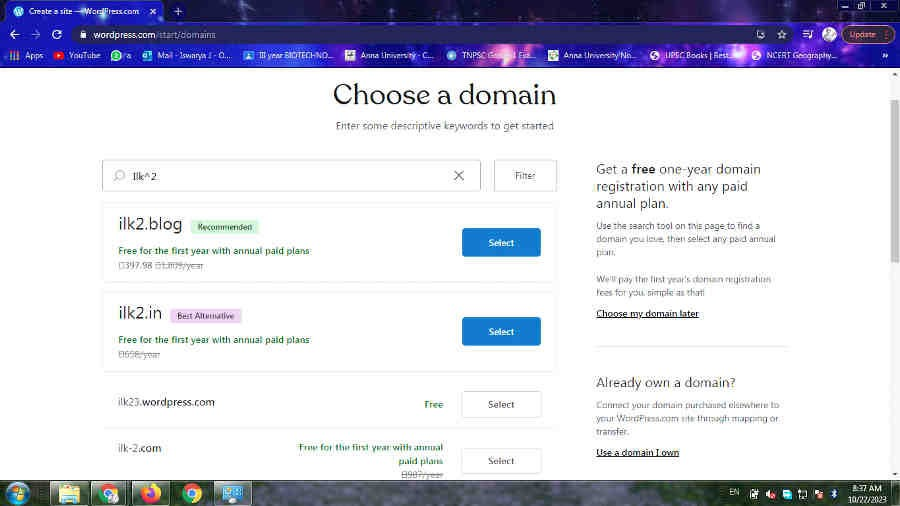 Create a site — WordPress.com
wordpress.com/start/domains
Update
Apps
YouTube
Mail - Iswarya J - O...
III year BIOTECHNO...
Anna University - C...
TNPSC Group 1 Exa...
Anna University No...
UPSC Books | Best...
NCERT Geography...
»
Choose a domain
Enter some descriptive keywords to get started
Ilk^2
Filter
ilk2.blog Recommended
Free for the first year with annual paid plans
397.98 1,809/year
Select
ilk2.in Best Alternative
Free for the first year with annual paid plans
698/year
Select
ilk23.wordpress.com
Free
Select
ilk-2.com
Free for the first year with annual
paid plans
907/year
Select
Get a free one-year domain
registration with any paid
annual plan.
Use the search tool on this page to find a
domain you love, then select any paid annual
plan.
We'll pay the first year's domain registration
fees for you, simple as that!
Choose my domain later
Already own a domain?
Connect your domain purchased elsewhere to
your WordPress.com site through mapping or
transfer.
Use a domain I own
EN
8:37 AM
10/22/2023